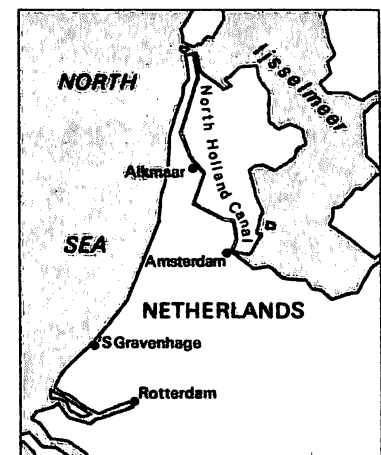 NORTH
Ijsselmeer
North Holland Canal
Alkmaar
SEA
Amsterdam
NETHERLANDS
'S Gravenhage
Rotterdam